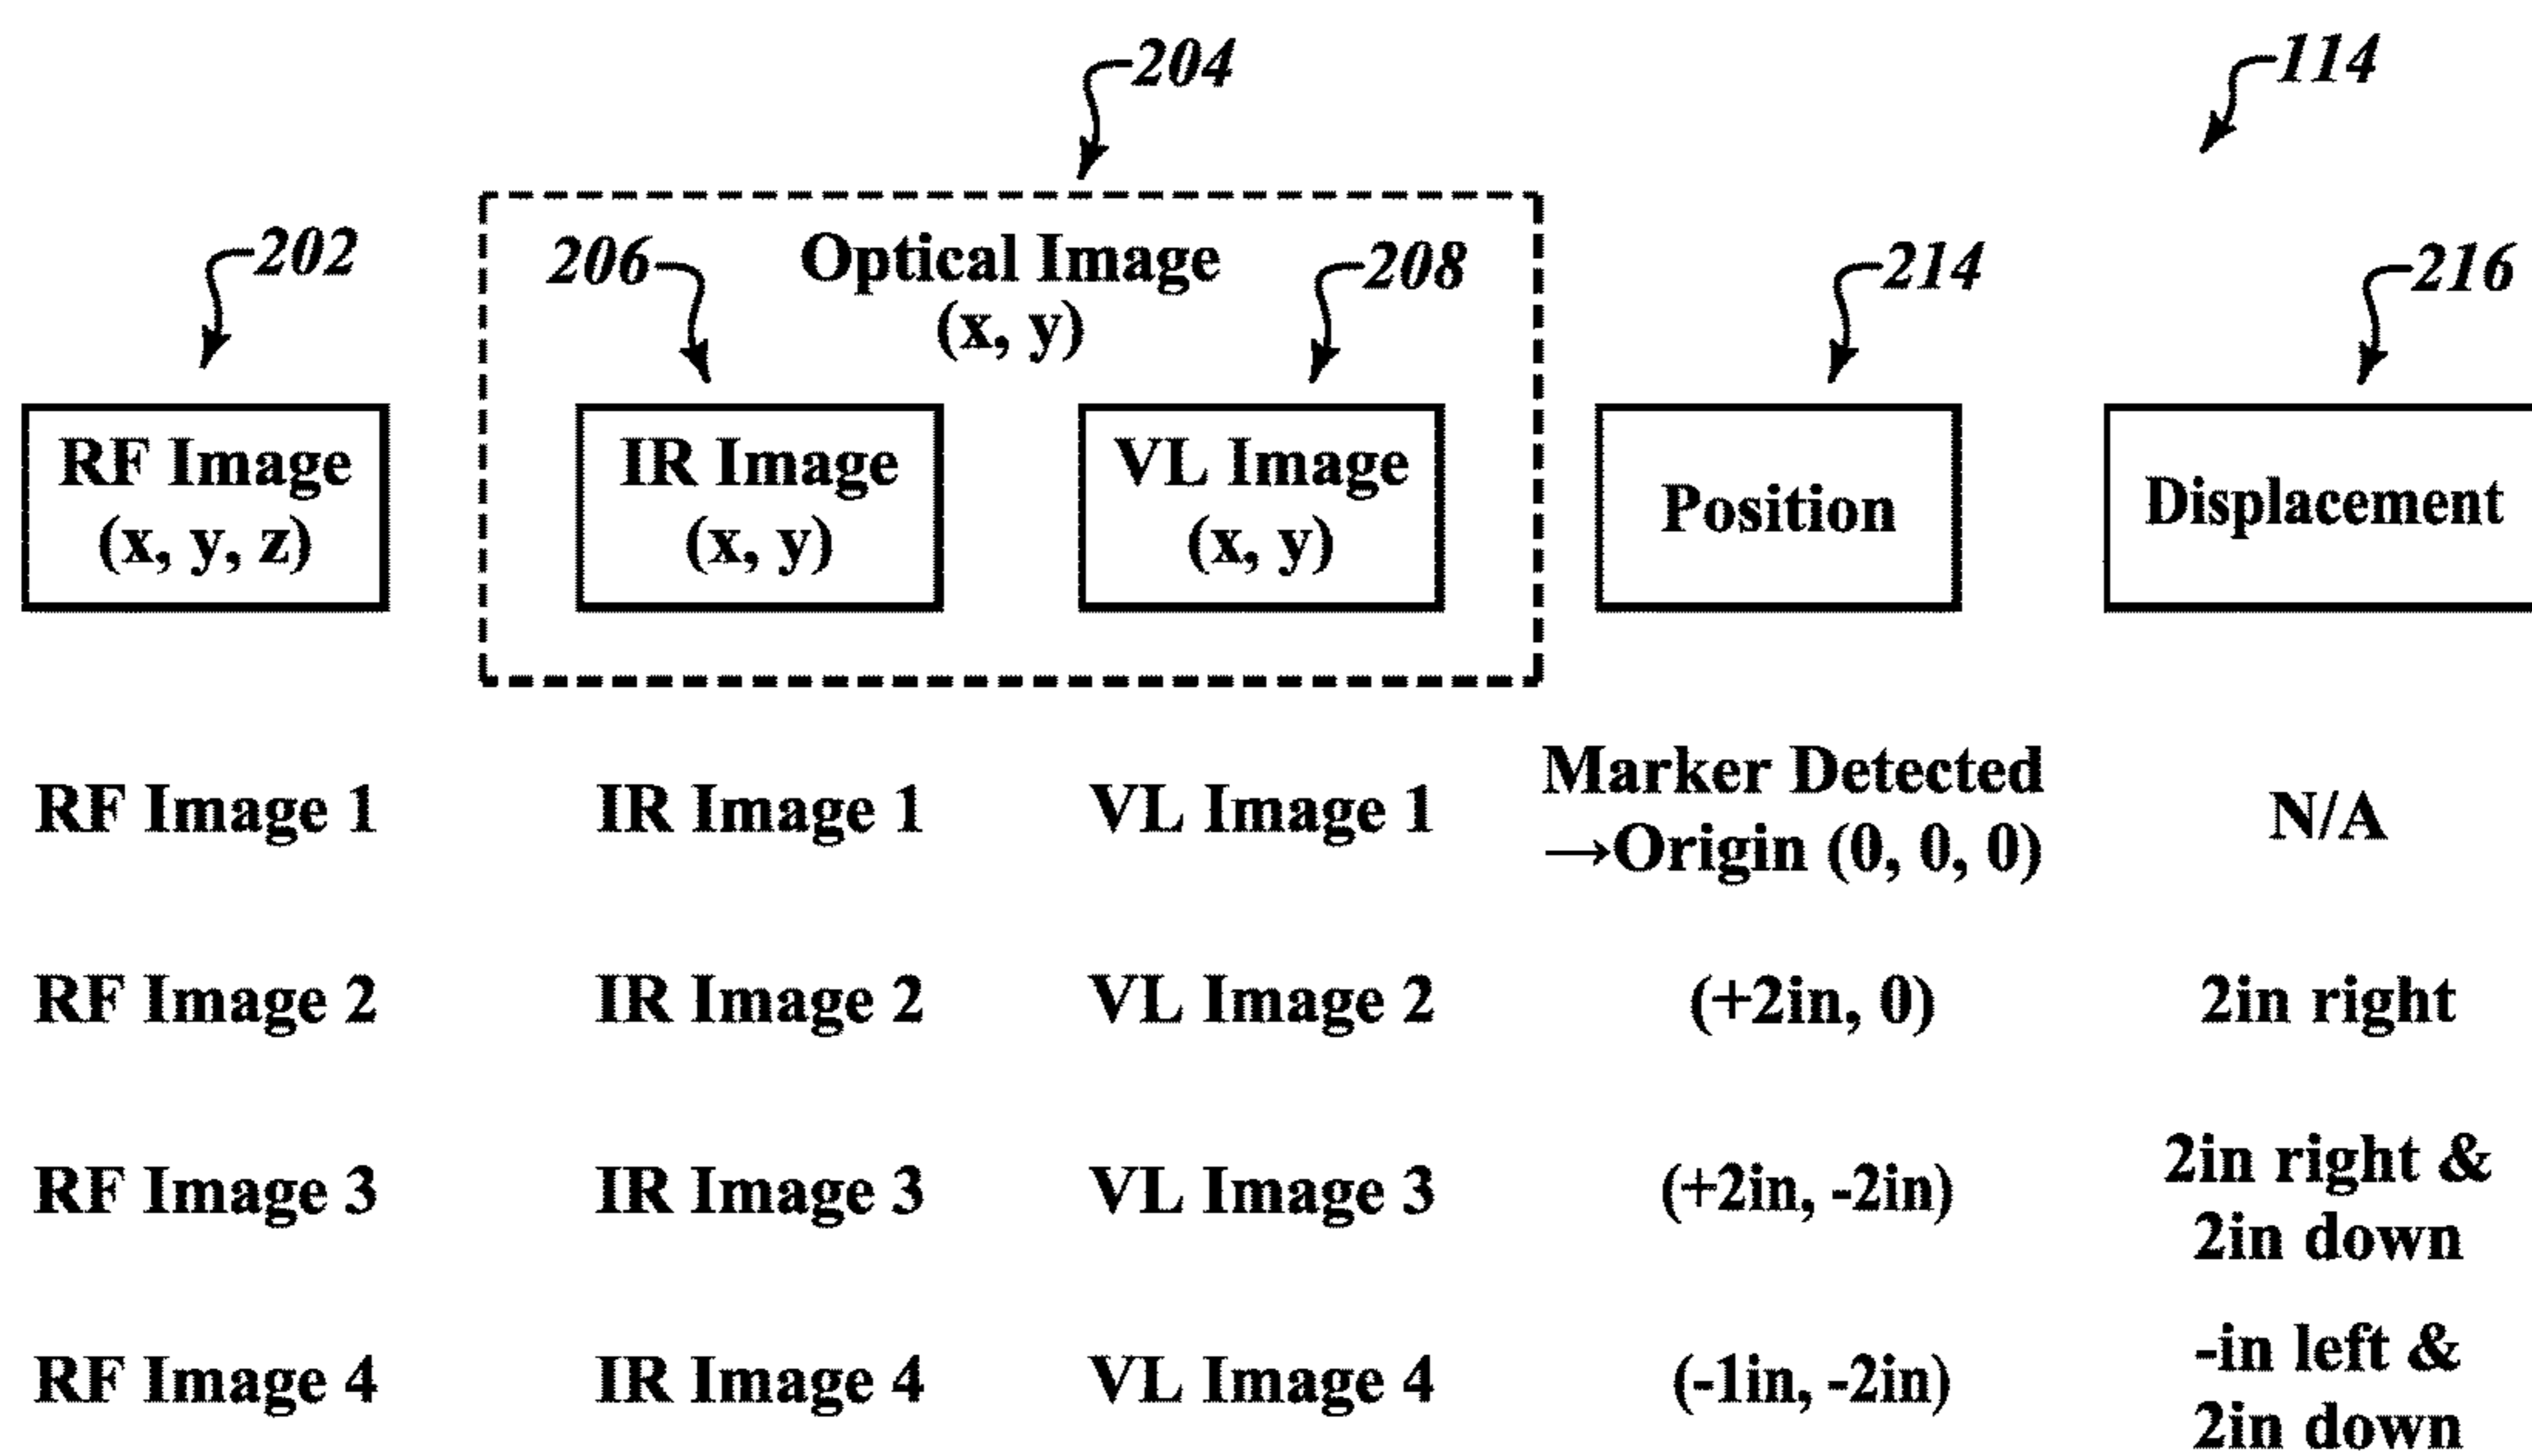 204
114
202
206
Optical Image
(x, y)
208
214
216
RF Image
(x, y, z)
IR Image
(x, y)
VL Image
(x, y)
Position
Displacement
RF Image 1
IR Image 1
VL Image 1
Marker Detected
→Origin (0, 0, 0)
N/A
RF Image 2
IR Image 2
VL Image 2
(+2in, 0)
2in right
RF Image 3
IR Image 3
VL Image 3
(+2in, -2in)
2in right &
2in down
RF Image 4
IR Image 4
VL Image 4
(-1in, -2in)
-in left &
2in down